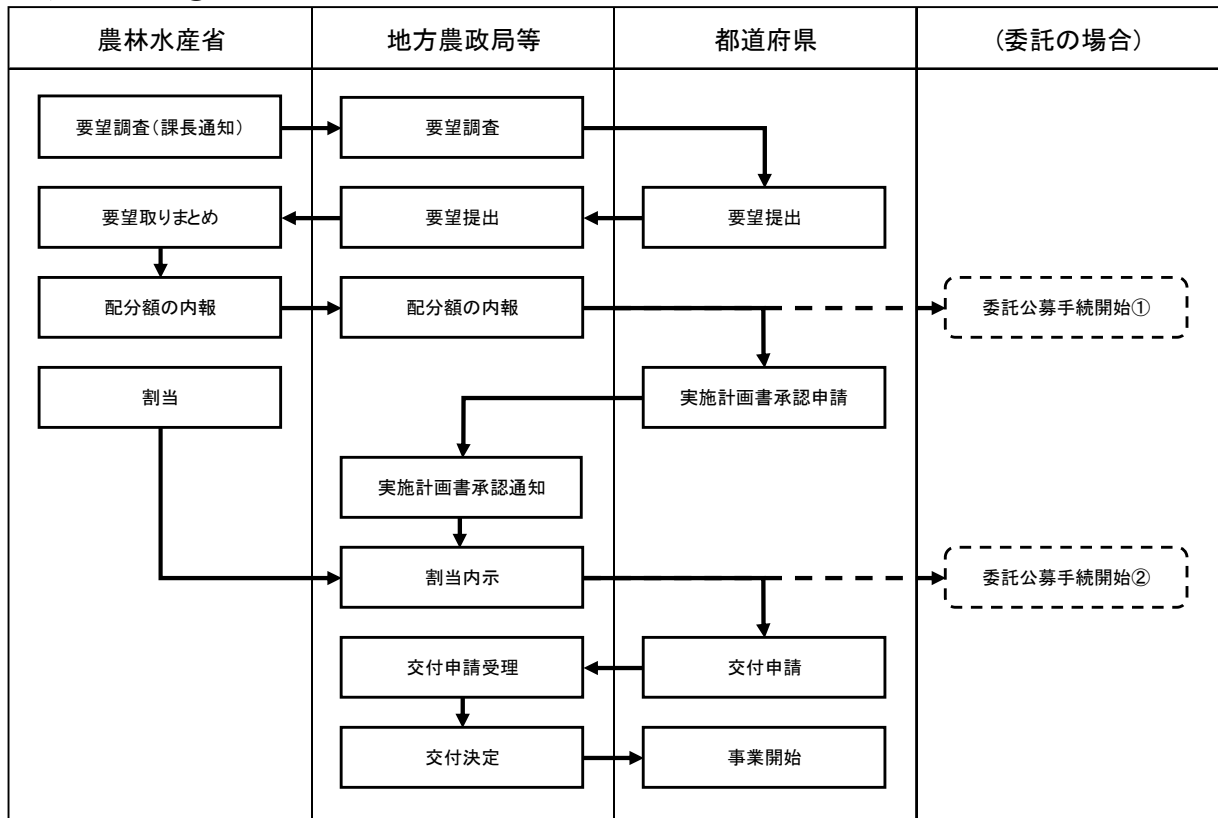 農林水産省
地方農政局等
都道府県
(委託の場合)
要望調査(課長通知)
要望調査
要望取りまとめ
要望提出
要望提出
配分額の内報
配分額の内報
委託公募手続開始①
割当
実施計画書承認申請
実施計画書承認通知
割当内示
委託公募手続開始②
交付申請受理
交付申請
交付決定
事業開始